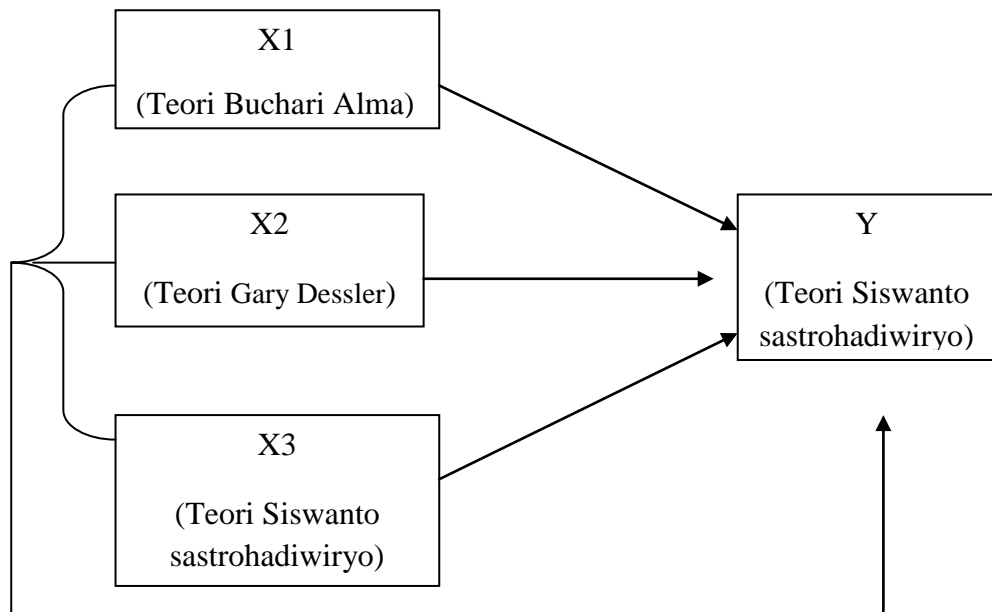 X1
(Teori Buchari Alma)
X2
(Teori Gary Dessler)
X3
(Teori Siswanto
sastrohadiwiryo)
Y
(Teori Siswanto
sastrohadiwiryo)